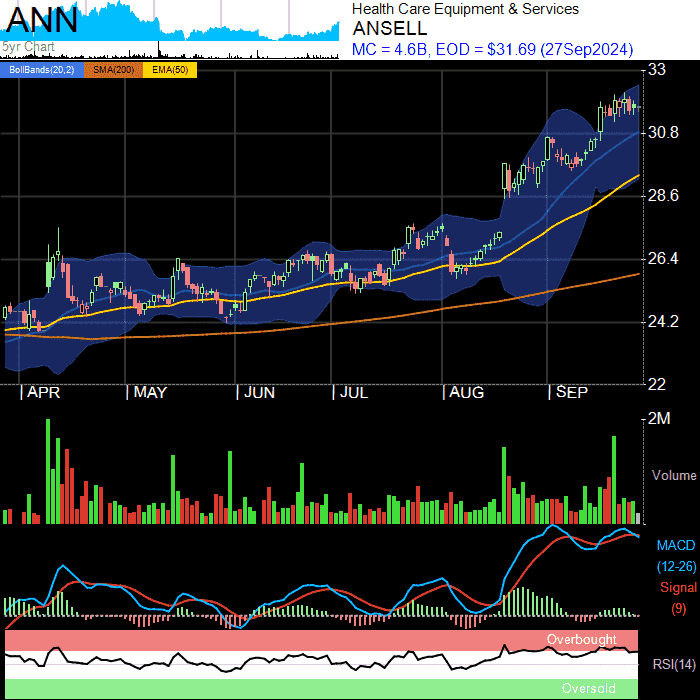 ANN
5yr Chart
Health Care Equipment & Services
ANSELL
MC = 4.6B, EOD = $31.69 (27Sep2024)
BollBands(20,2) SMA(200) EMA(50)
33
30.8
28.6
26.4
24.2
22
APR MAY JUN JUL AUG SEP
2M
Volume
MACD
(12-26)
Signal
(9)
Overbought
RSI(14)
Oversold